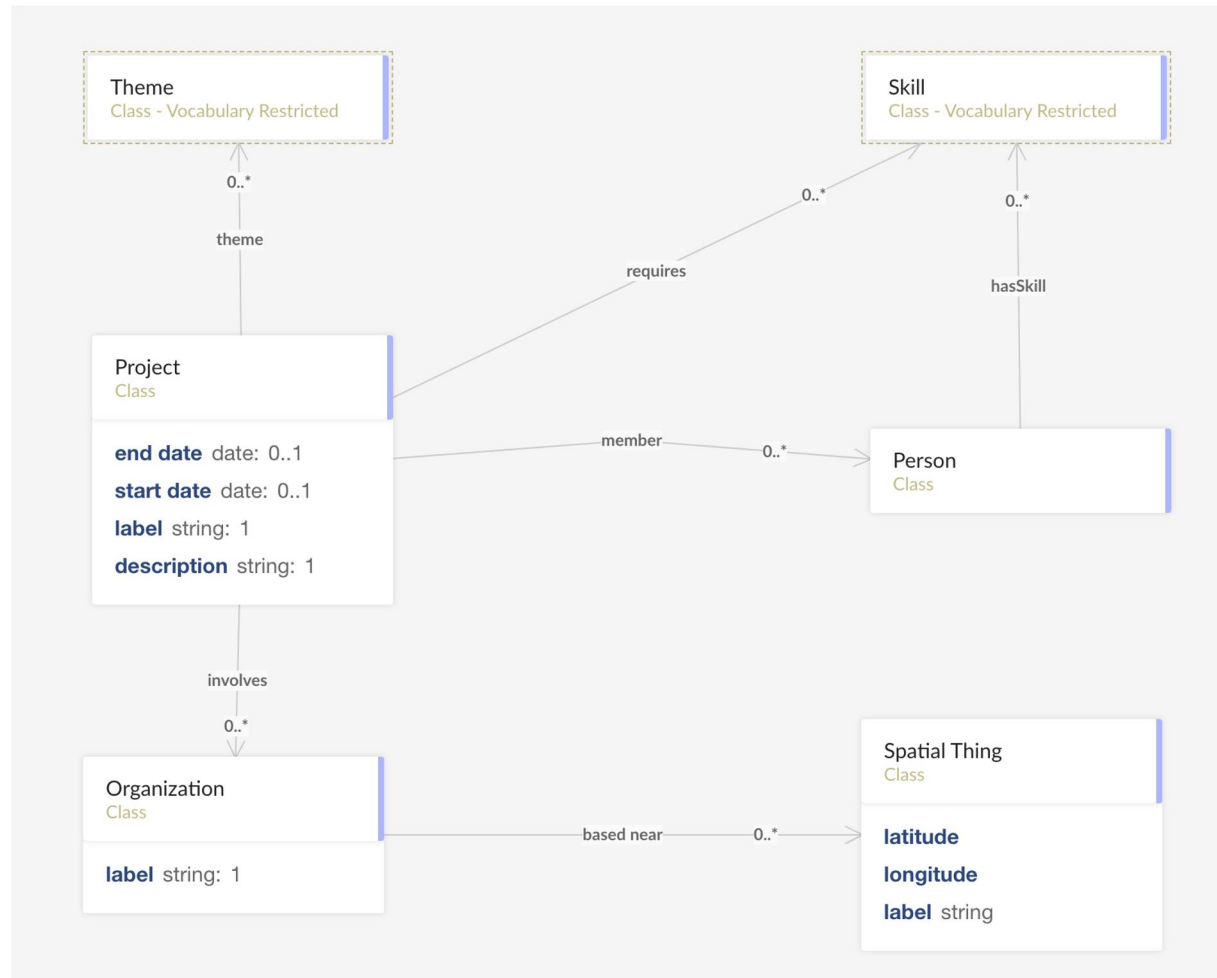 Theme
Class - Vocabulary Restricted
Skill
Class - Vocabulary Restricted
0..*
0..*
0..*
theme
requires
hasSkill
Project
Class
end date date: 0..1
start date date: 0..1
label string: 1
description string: 1
member
0..*
Person
Class
involves
0..*
Organization
Class
label string: 1
based near
0..*
Spatial Thing
Class
latitude
longitude
label string